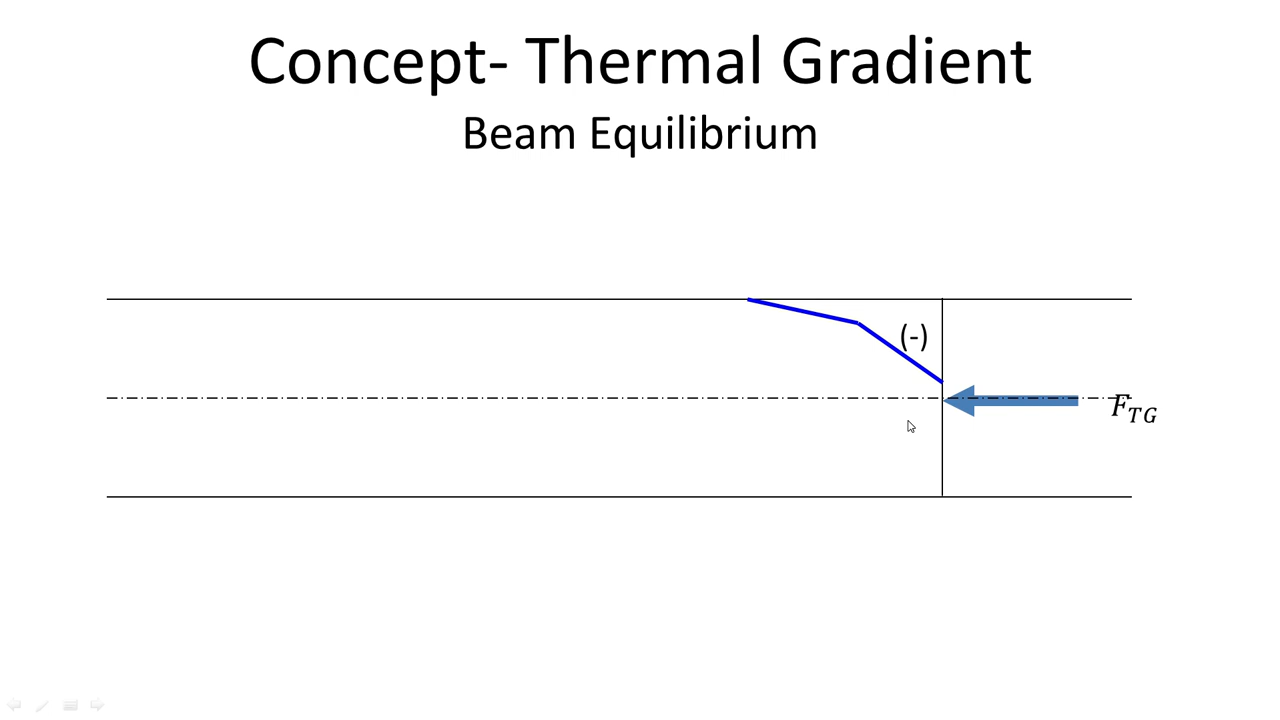 Concept- Thermal Gradient
Beam Equilibrium
(-)
F_TG